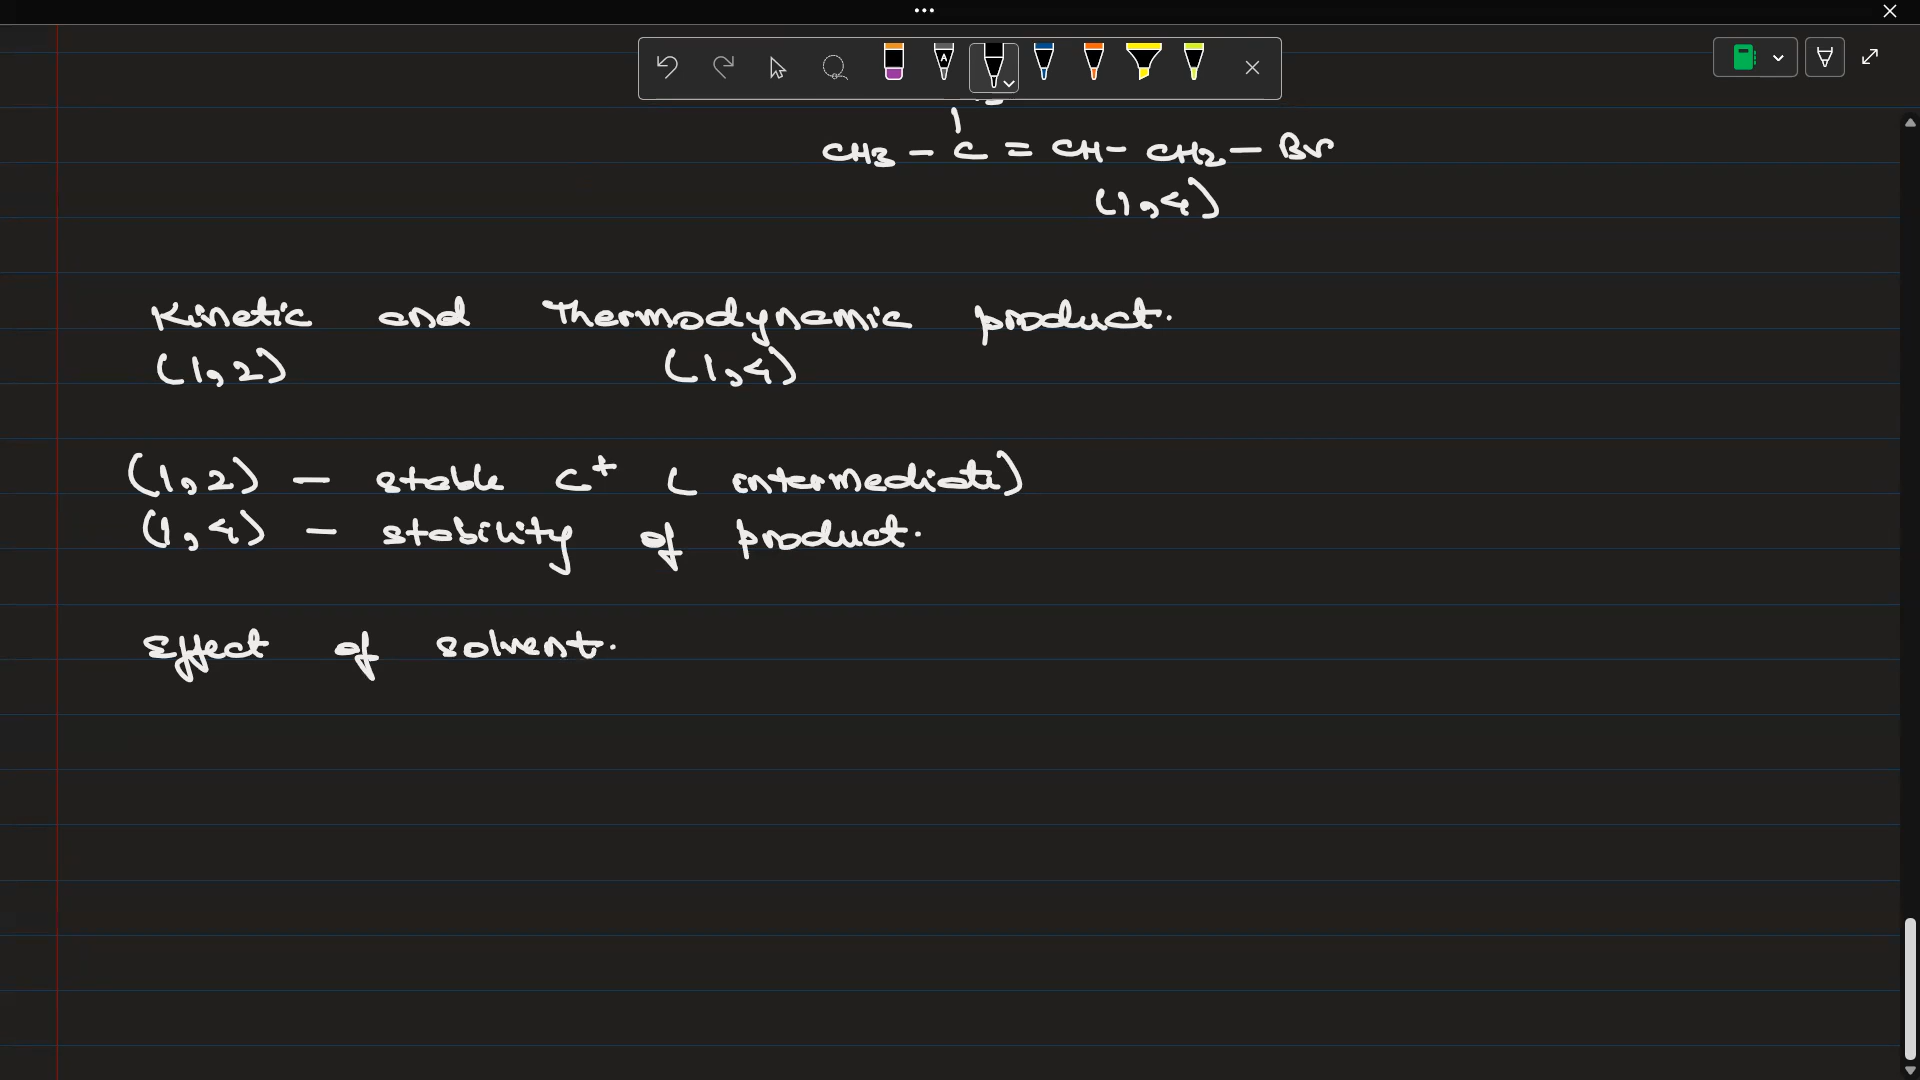 CH3 - C = CH - CH2 - Br
(1,4)
Kinetic and Thermodynamic product.
(1,2) (1,4)
(1,2) - stable C+ ( intermediate)
(1,4) - stability of product.
Effect of solvent.